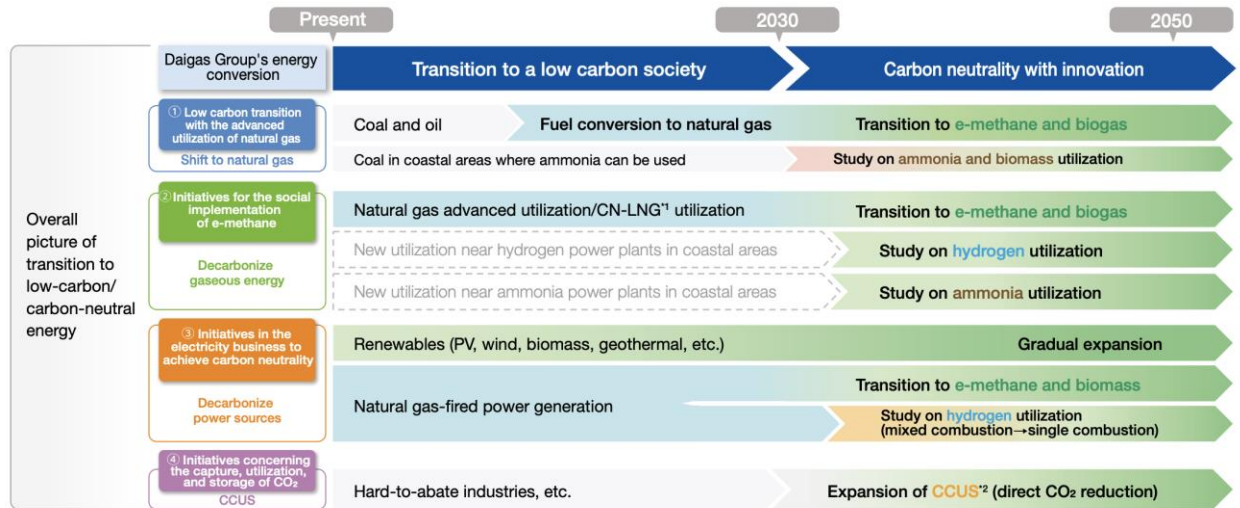 Present
2030
2050
Daigas Group's energy
conversion
Transition to a low carbon society
Carbon neutrality with innovation
Overall
picture of
transition to
low-carbon/
carbon-neutral
energy
① Low carbon transition
with the advanced
utilization of natural gas
Shift to natural gas
Coal and oil
Fuel conversion to natural gas
Transition to e-methane and biogas
Coal in coastal areas where ammonia can be used
Study on ammonia and biomass utilization
② Initiatives for the social
implementation
of e-methane
Decarbonize
gaseous energy
Natural gas advanced utilization/CN-LNG*1 utilization
Transition to e-methane and biogas
New utilization near hydrogen power plants in coastal areas
Study on hydrogen utilization
New utilization near ammonia power plants in coastal areas
Study on ammonia utilization
③ Initiatives in the
electricity business to
achieve carbon neutrality
Decarbonize
power sources
Renewables (PV, wind, biomass, geothermal, etc.)
Gradual expansion
Natural gas-fired power generation
Transition to e-methane and biomass
Study on hydrogen utilization
(mixed combustion→single combustion)
④ Initiatives concerning
the capture, utilization,
and storage of CO₂
CCUS
Hard-to-abate industries, etc.
Expansion of CCUS*2 (direct CO₂ reduction)